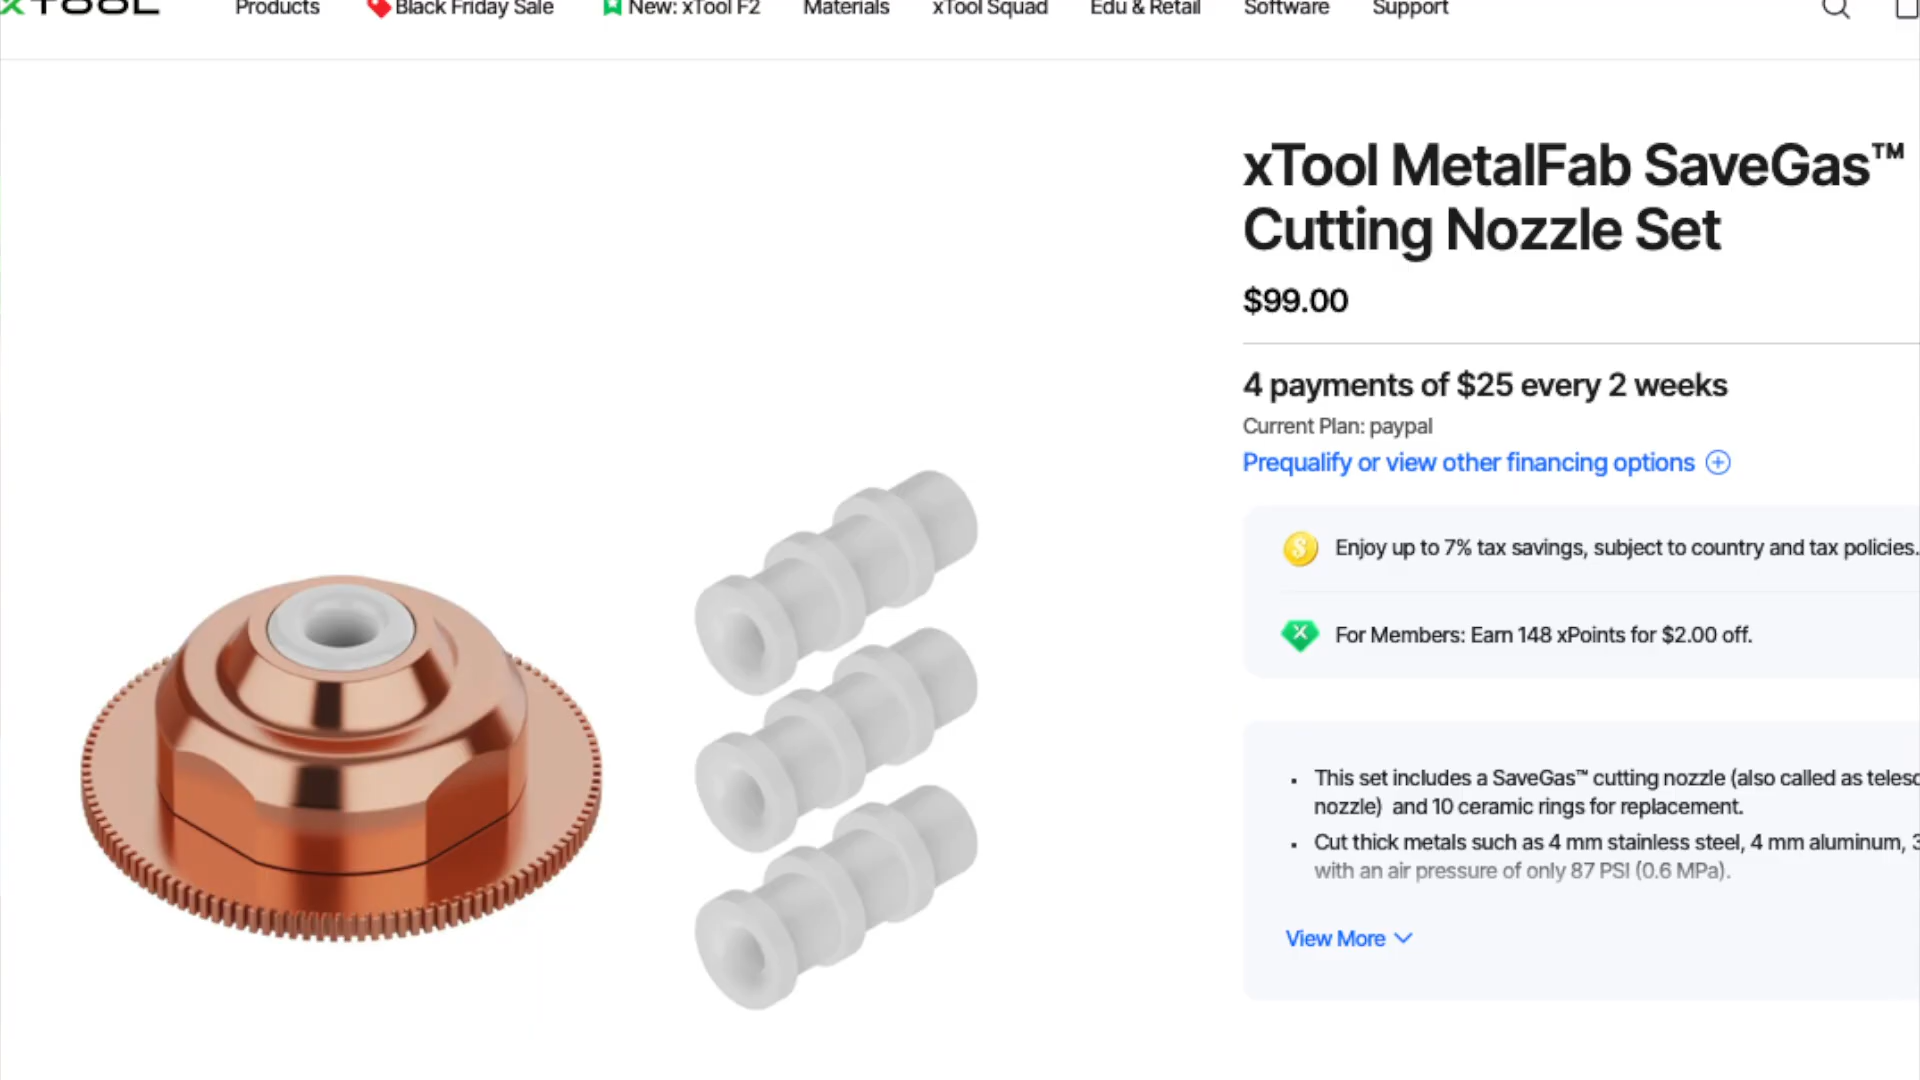 xTOOL
Products Black Friday Sale New: xTool F2 Materials xTool Squad Edu & Retail Software Support
xTool MetalFab SaveGas™
Cutting Nozzle Set
$99.00
4 payments of $25 every 2 weeks
Current Plan: paypal
Prequalify or view other financing options
Enjoy up to 7% tax savings, subject to country and tax policies.
For Members: Earn 148 xPoints for $2.00 off.
• This set includes a SaveGas™ cutting nozzle (also called as telesc
nozzle) and 10 ceramic rings for replacement.
• Cut thick metals such as 4 mm stainless steel, 4 mm aluminum, 3
with an air pressure of only 87 PSI (0.6 MPa).
View More